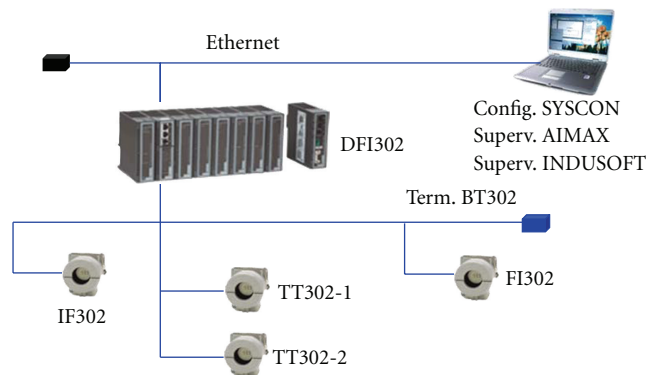 Ethernet
Config. SYSCON
Superv. AIMAX
Superv. INDUSOFT
DFI302
Term. BT302
IF302
TT302-1
FI302
TT302-2